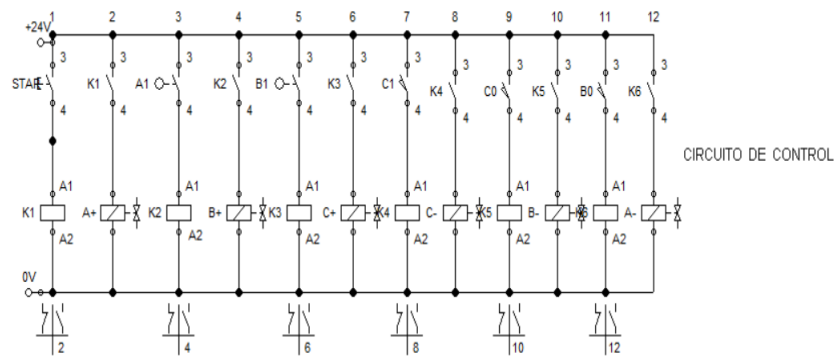 1 2 3 4 5 6 7 8 9 10 11 12
+24V
3 3 3 3 3 3 3 3 3 3 3 3
K1 A1 K2 B1 K3 C1 K4 C0 K5 B0 K6
4 4 4 4 4 4 4 4 4 4 4 4
CIRCUITO DE CONTROL
A1 A1 A1 A1 A1 A1
K1 A+ K2 B+ K3 C+ K4 C- K5 B- K6 A-
A2 A2 A2 A2 A2 A2
0V
2 4 6 8 10 12